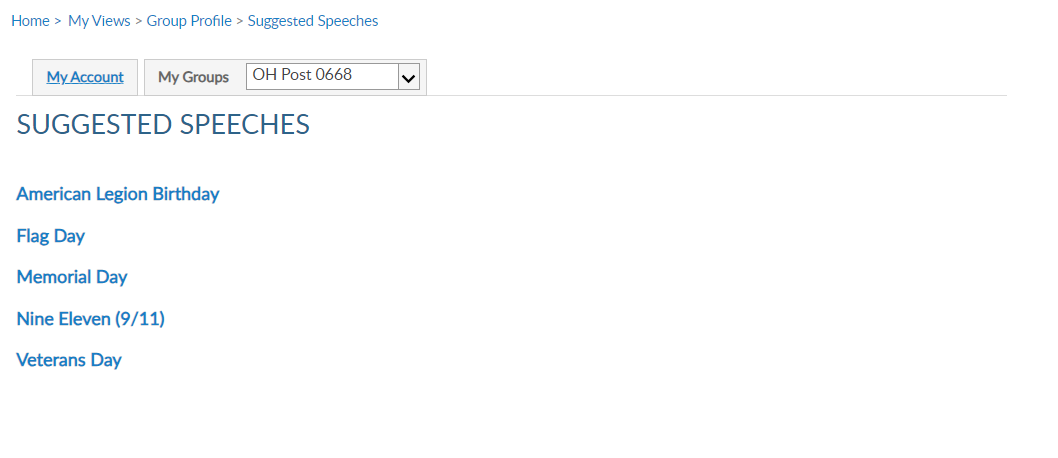 Home > My Views > Group Profile > Suggested Speeches
My Account My Groups OH Post 0668
SUGGESTED SPEECHES
American Legion Birthday
Flag Day
Memorial Day
Nine Eleven (9/11)
Veterans Day